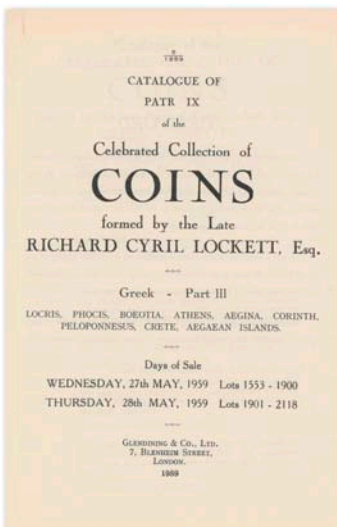 CATALOGUE OF
PATR IX
of the
Celebrated Collection of
COINS
formed by the Late
RICHARD CYRIL LOCKETT, Esq.
Greek - Part III
LOCRIS, PHOCIS, BOEOTIA, ATHENS, AEGINA, CORINTH,
PELOPONNESUS, CRETE, AEGAEAN ISLANDS.
Days of Sale
WEDNESDAY, 27th MAY, 1959 Lots 1553 - 1900
THURSDAY, 28th MAY, 1959 Lots 1901 - 2118
GLENDINING & CO., LTD.
7, BLENHEIM STREET,
LONDON.